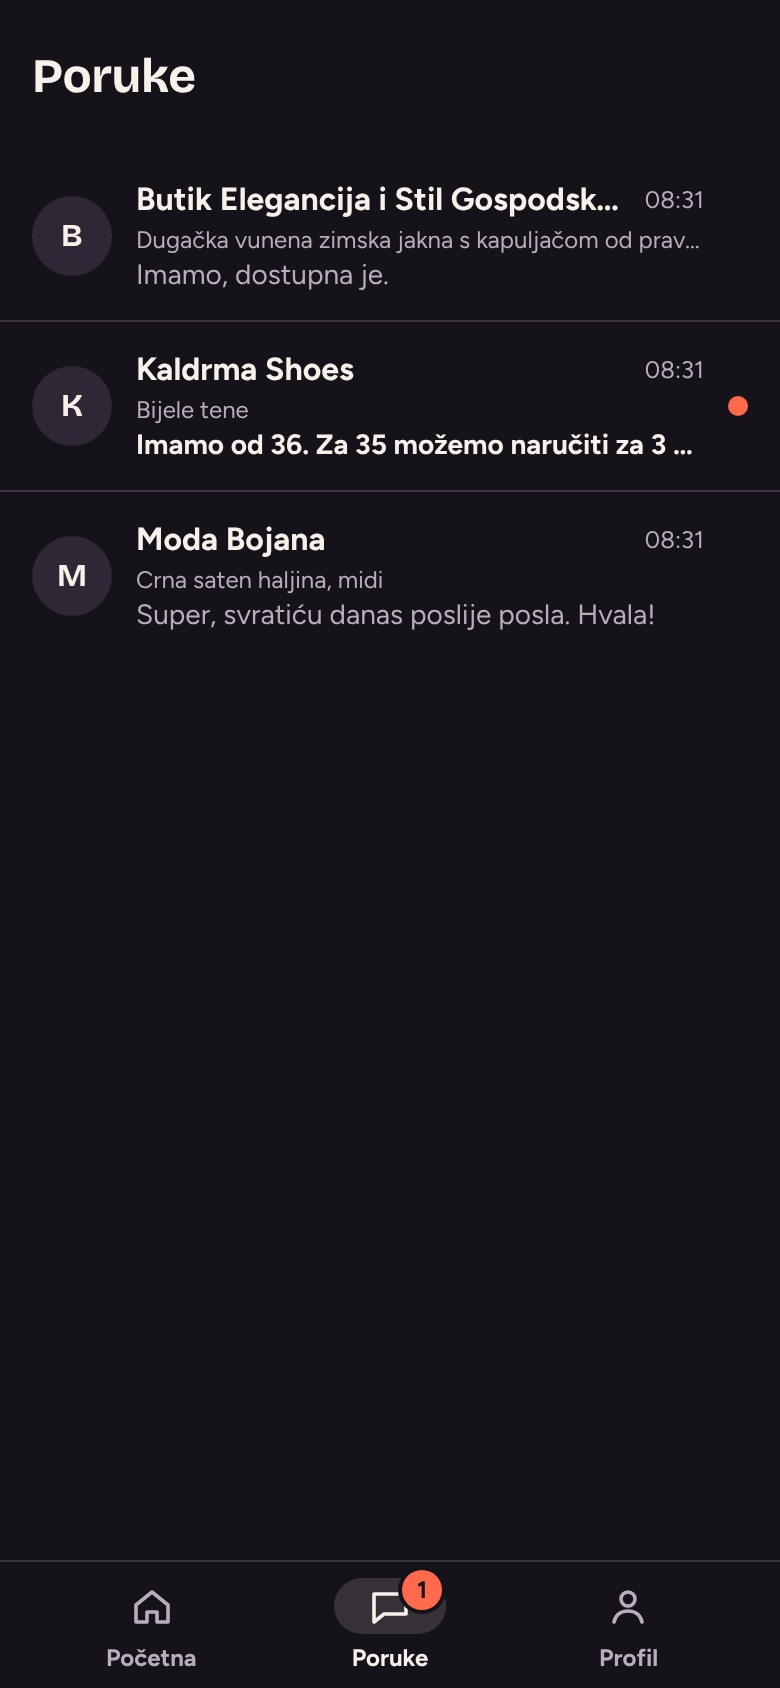 Poruke
B
Butik Elegancija i Stil Gospodsk...
08:31
Dugačka vunena zimska jakna s kapuljačom od prav...
Imamo, dostupna je.
K
Kaldrma Shoes
08:31
Bijele tene
Imamo od 36. Za 35 možemo naručiti za 3 ...
M
Moda Bojana
08:31
Crna saten haljina, midi
Super, svratiću danas poslije posla. Hvala!
1
Početna
Poruke
Profil